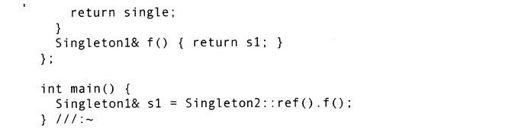 return single;
}
Singleton1& f() { return s1; }
};
int main() {
Singleton1& s1 = Singleton2::ref().f();
} ///:~